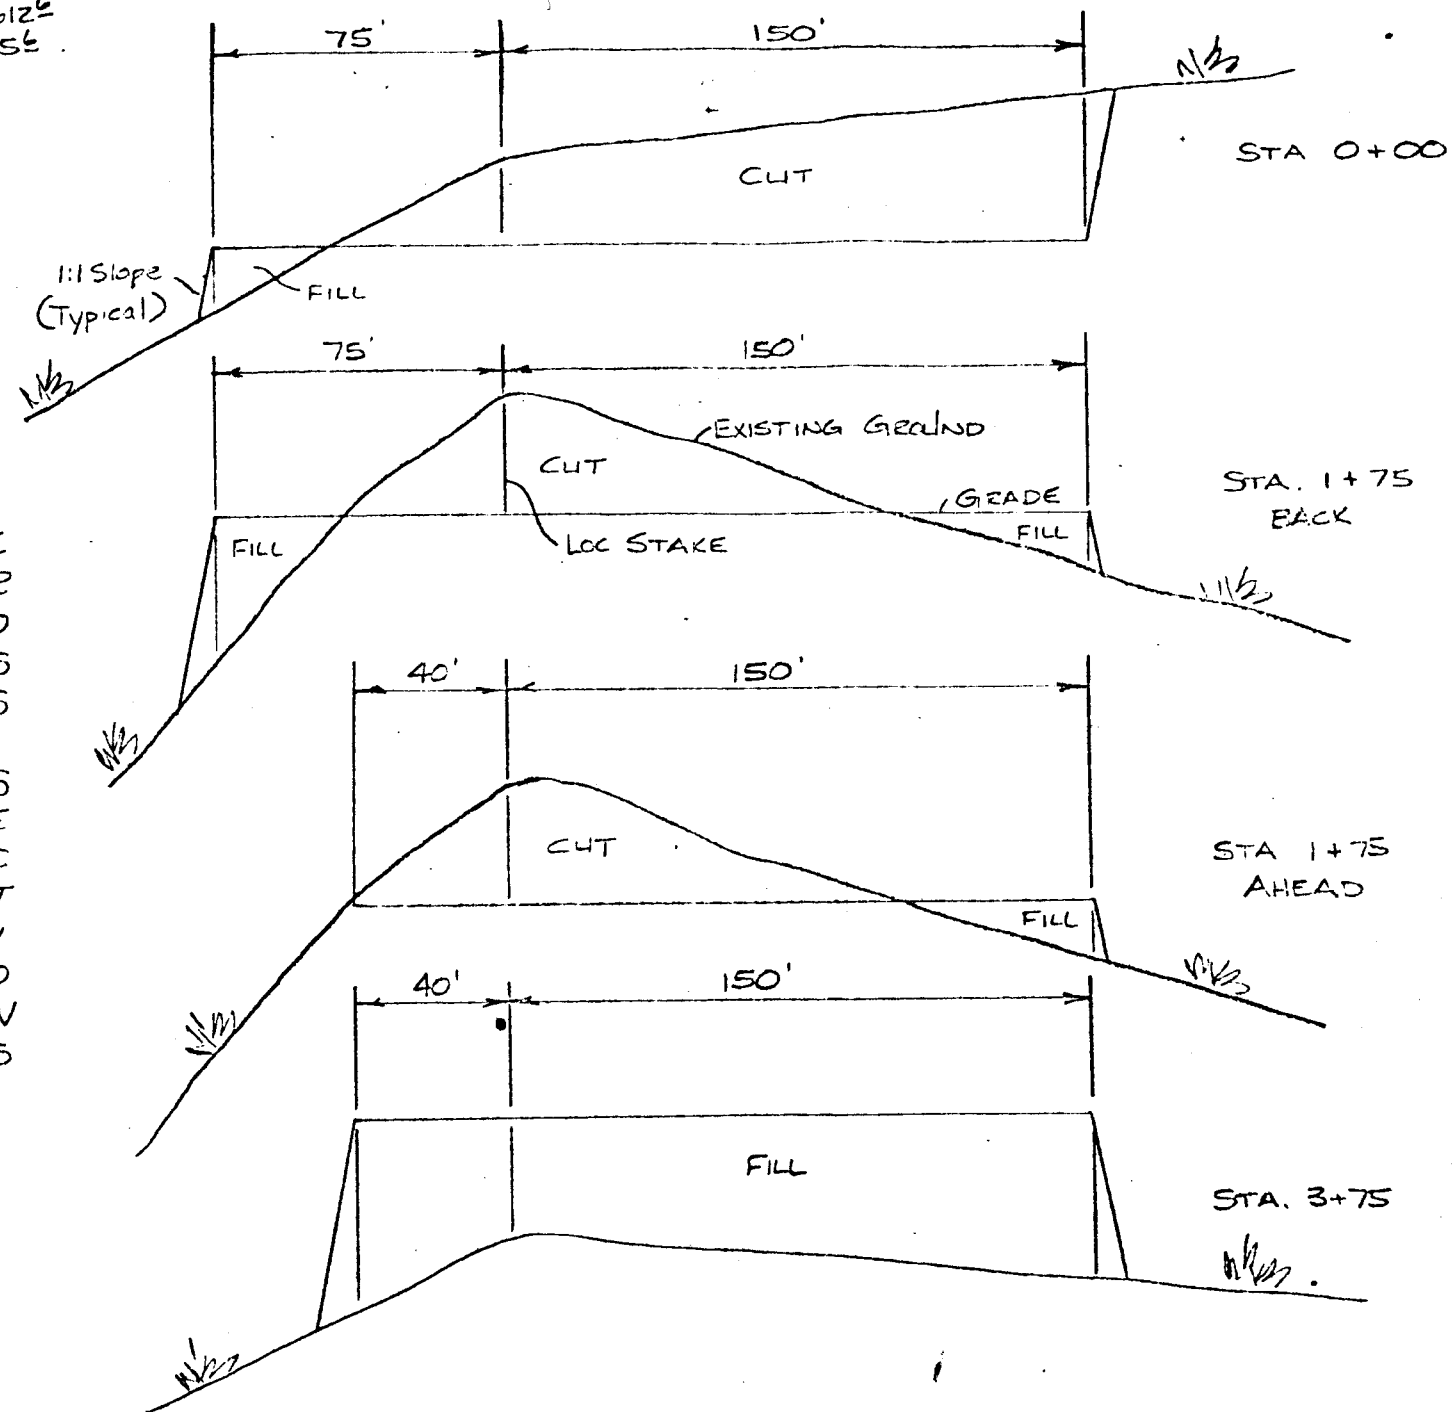 75' 150'
STA 0+00
CUT
1:1 Slope
(Typical)
FILL
75' 150'
EXISTING GROUND
CUT
STA. 1+75
BACK
GRADE
FILL
FILL
LOC STAKE
40' 150'
CUT
STA 1+75
AHEAD
FILL
40' 150'
FILL
STA. 3+75